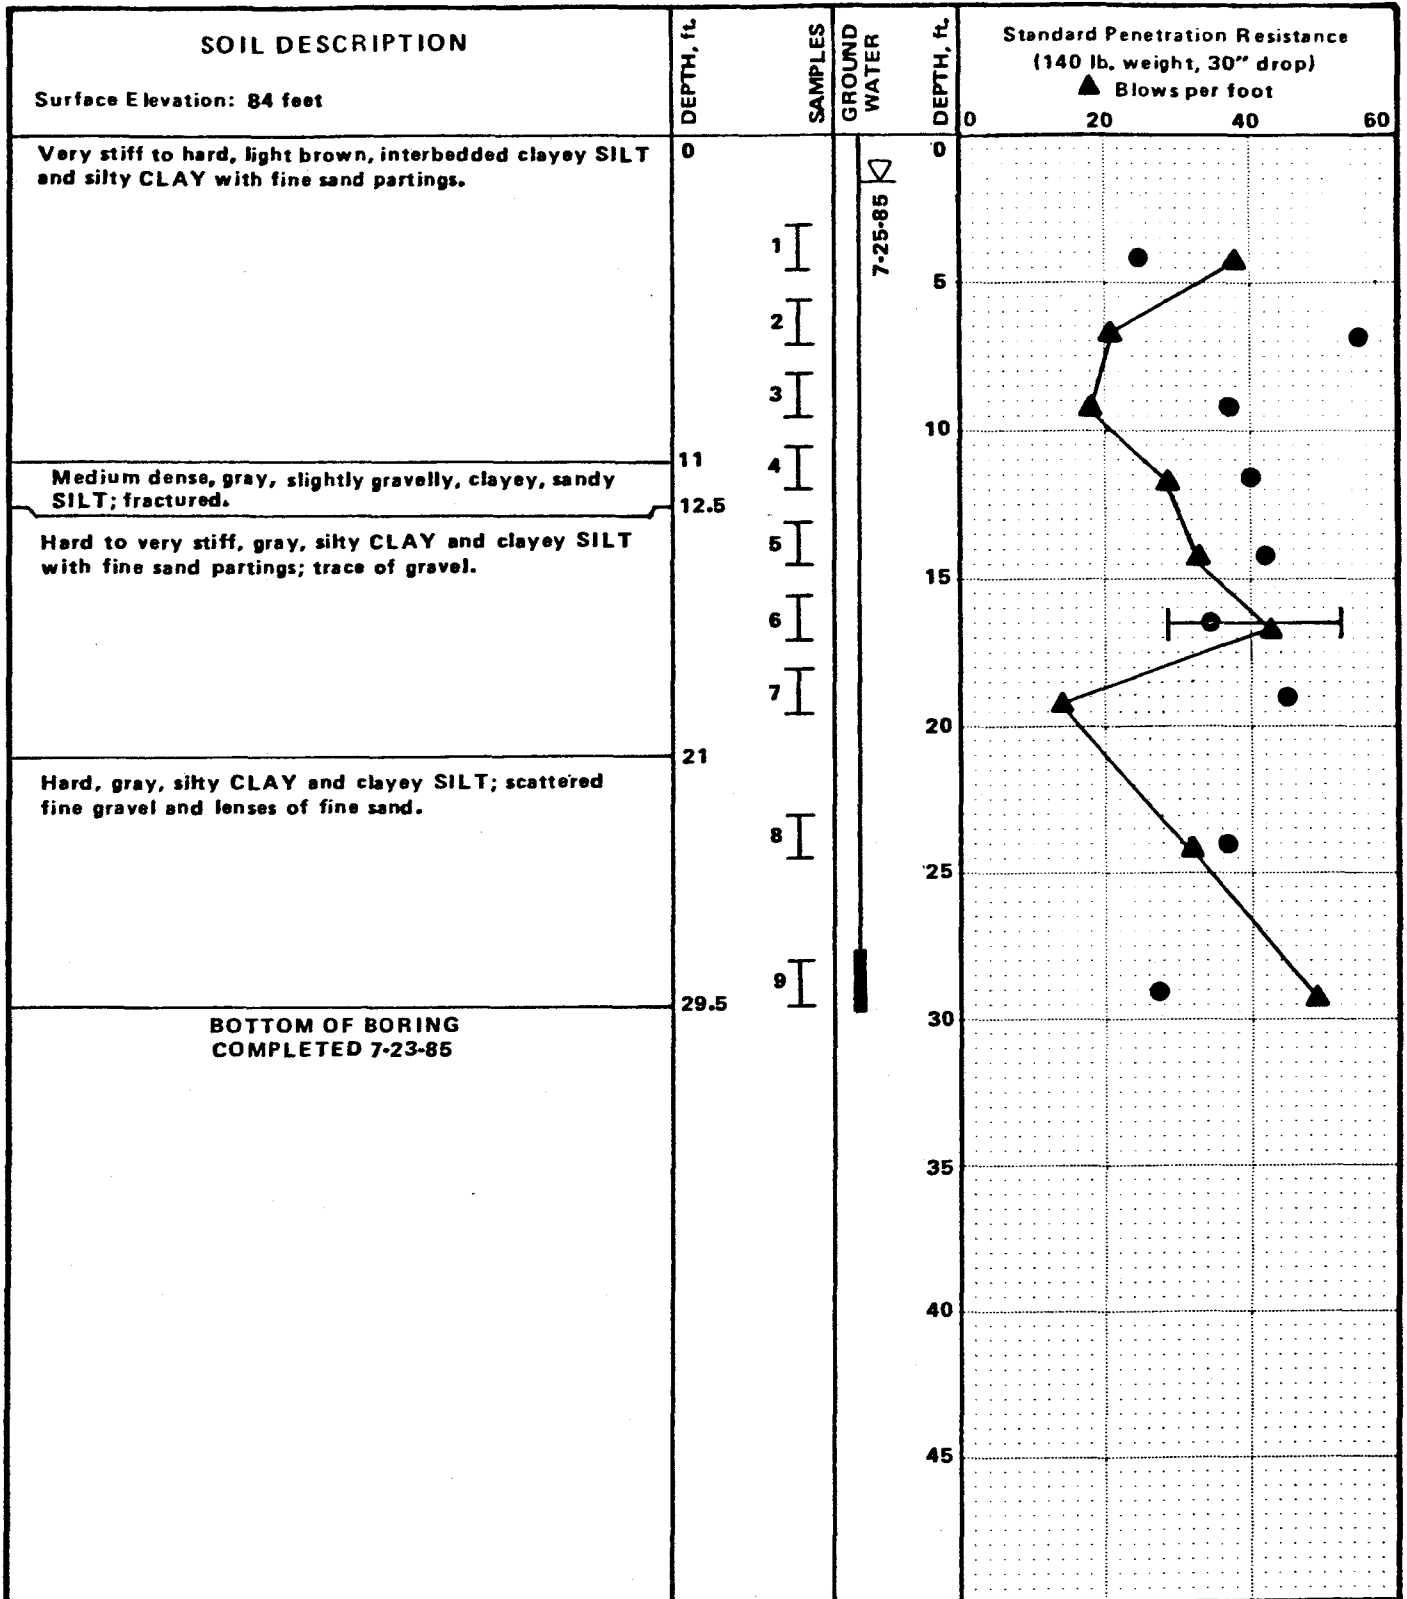 SOIL DESCRIPTION
Surface Elevation: 84 feet
DEPTH, ft.
SAMPLES
GROUND
WATER
DEPTH, ft.
Standard Penetration Resistance
(140 lb. weight, 30" drop)
▲ Blows per foot
0 20 40 60
Very stiff to hard, light brown, interbedded clayey SILT
and silty CLAY with fine sand partings.
0
11
Medium dense, gray, slightly gravelly, clayey, sandy
SILT; fractured.
12.5
Hard to very stiff, gray, silty CLAY and clayey SILT
with fine sand partings; trace of gravel.
21
Hard, gray, silty CLAY and clayey SILT; scattered
fine gravel and lenses of fine sand.
29.5
BOTTOM OF BORING
COMPLETED 7-23-85
1
2
3
4
5
6
7
8
9
7-25-85
0
5
10
15
20
25
30
35
40
45